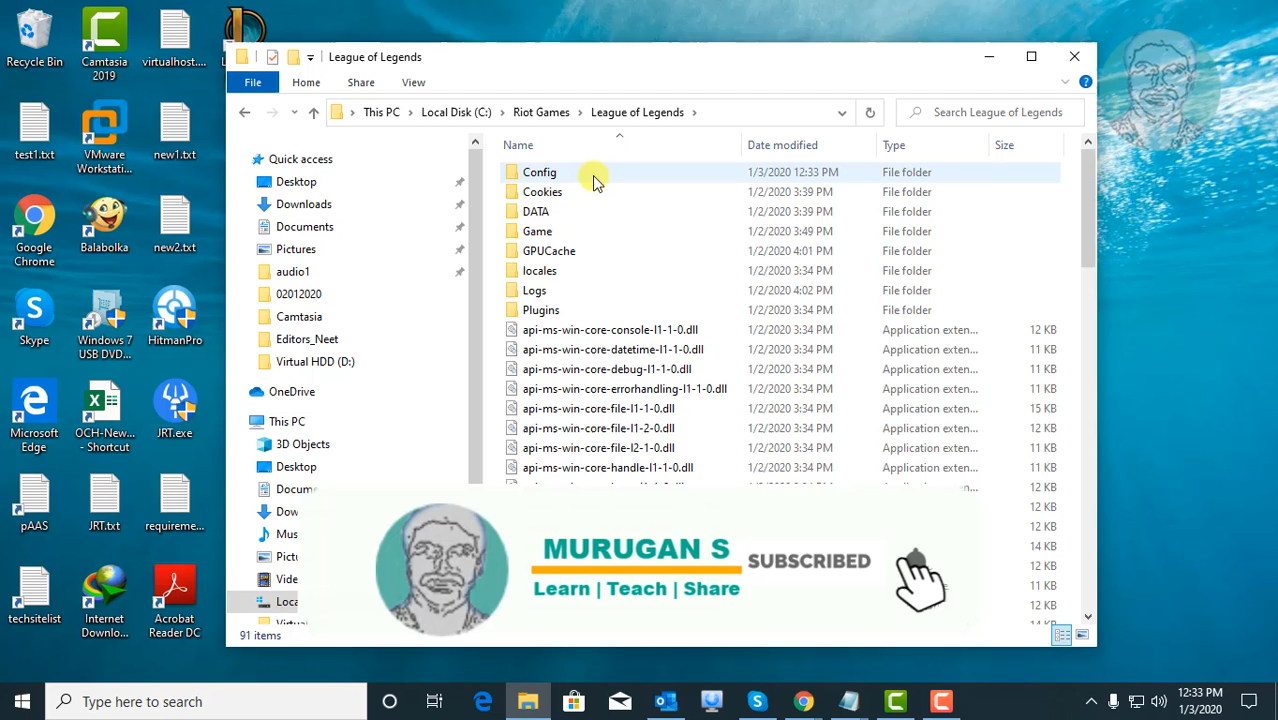 Recycle Bin
Camtasia
2019
virtualhost....
test1.txt
VMware
Workstati...
new1.txt
Google
Chrome
Balabolka
new2.txt
Skype
Windows 7
USB DVD...
HitmanPro
Microsoft
Edge
OCH-New...
- Shortcut
JRT.exe
pAAS
JRT.txt
requireme...
techsitelist
Internet
Downlo...
Acrobat
Reader DC
League of Legends
File
Home
Share
View
This PC
Local Disk (C:)
Riot Games
League of Legends
Search League of Legends
Quick access
Desktop
Downloads
Documents
Pictures
audio1
02012020
Camtasia
Editors_Neet
Virtual HDD (D:)
OneDrive
This PC
3D Objects
Desktop
Docume
Dow
Mus
Pictu
Vide
Loca
Name Date modified Type Size
Config 1/3/2020 12:33 PM File folder
Cookies 1/2/2020 3:39 PM File folder
DATA 1/2/2020 3:39 PM File folder
Game 1/2/2020 3:49 PM File folder
GPUCache 1/2/2020 4:01 PM File folder
locales 1/2/2020 3:34 PM File folder
Logs 1/2/2020 4:02 PM File folder
Plugins 1/2/2020 3:34 PM File folder
api-ms-win-core-console-l1-1-0.dll 1/2/2020 3:34 PM Application exten... 12 KB
api-ms-win-core-datetime-l1-1-0.dll 1/2/2020 3:34 PM Application exten... 11 KB
api-ms-win-core-debug-l1-1-0.dll 1/2/2020 3:34 PM Application exten... 11 KB
api-ms-win-core-errorhandling-l1-1-0.dll 1/2/2020 3:34 PM Application exten... 11 KB
api-ms-win-core-file-l1-1-0.dll 1/2/2020 3:34 PM Application exten... 15 KB
api-ms-win-core-file-l1-2-0.dll 1/2/2020 3:34 PM Application exten... 11 KB
api-ms-win-core-file-l2-1-0.dll 1/2/2020 3:34 PM Application exten... 11 KB
api-ms-win-core-handle-l1-1-0.dll 1/2/2020 3:34 PM Application exten... 11 KB
12 KB
12 KB
12 KB
14 KB
12 KB
11 KB
12 KB
MURUGAN S
Learn | Teach | Share
SUBSCRIBED
91 items
Type here to search
12:33 PM
1/3/2020